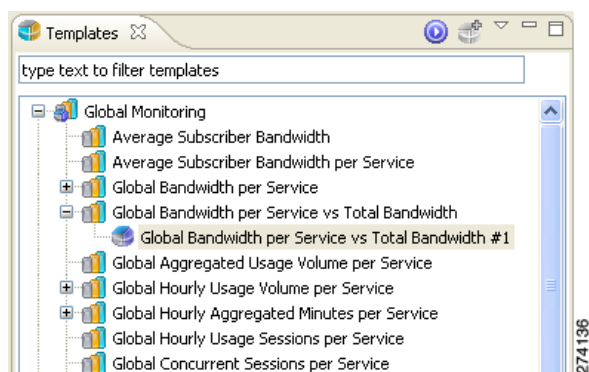 Templates
type text to filter templates
Global Monitoring
Average Subscriber Bandwidth
Average Subscriber Bandwidth per Service
Global Bandwidth per Service
Global Bandwidth per Service vs Total Bandwidth
Global Bandwidth per Service vs Total Bandwidth #1
Global Aggregated Usage Volume per Service
Global Hourly Usage Volume per Service
Global Hourly Aggregated Minutes per Service
Global Hourly Usage Sessions per Service
Global Concurrent Sessions per Service
274136